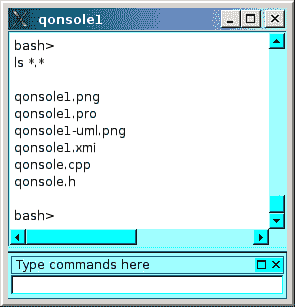 qonsole1
bash>
ls *.*
qonsole1.png
qonsole1.pro
qonsole1-uml.png
qonsole1.xmi
qonsole.cpp
qonsole.h
bash>
Type commands here